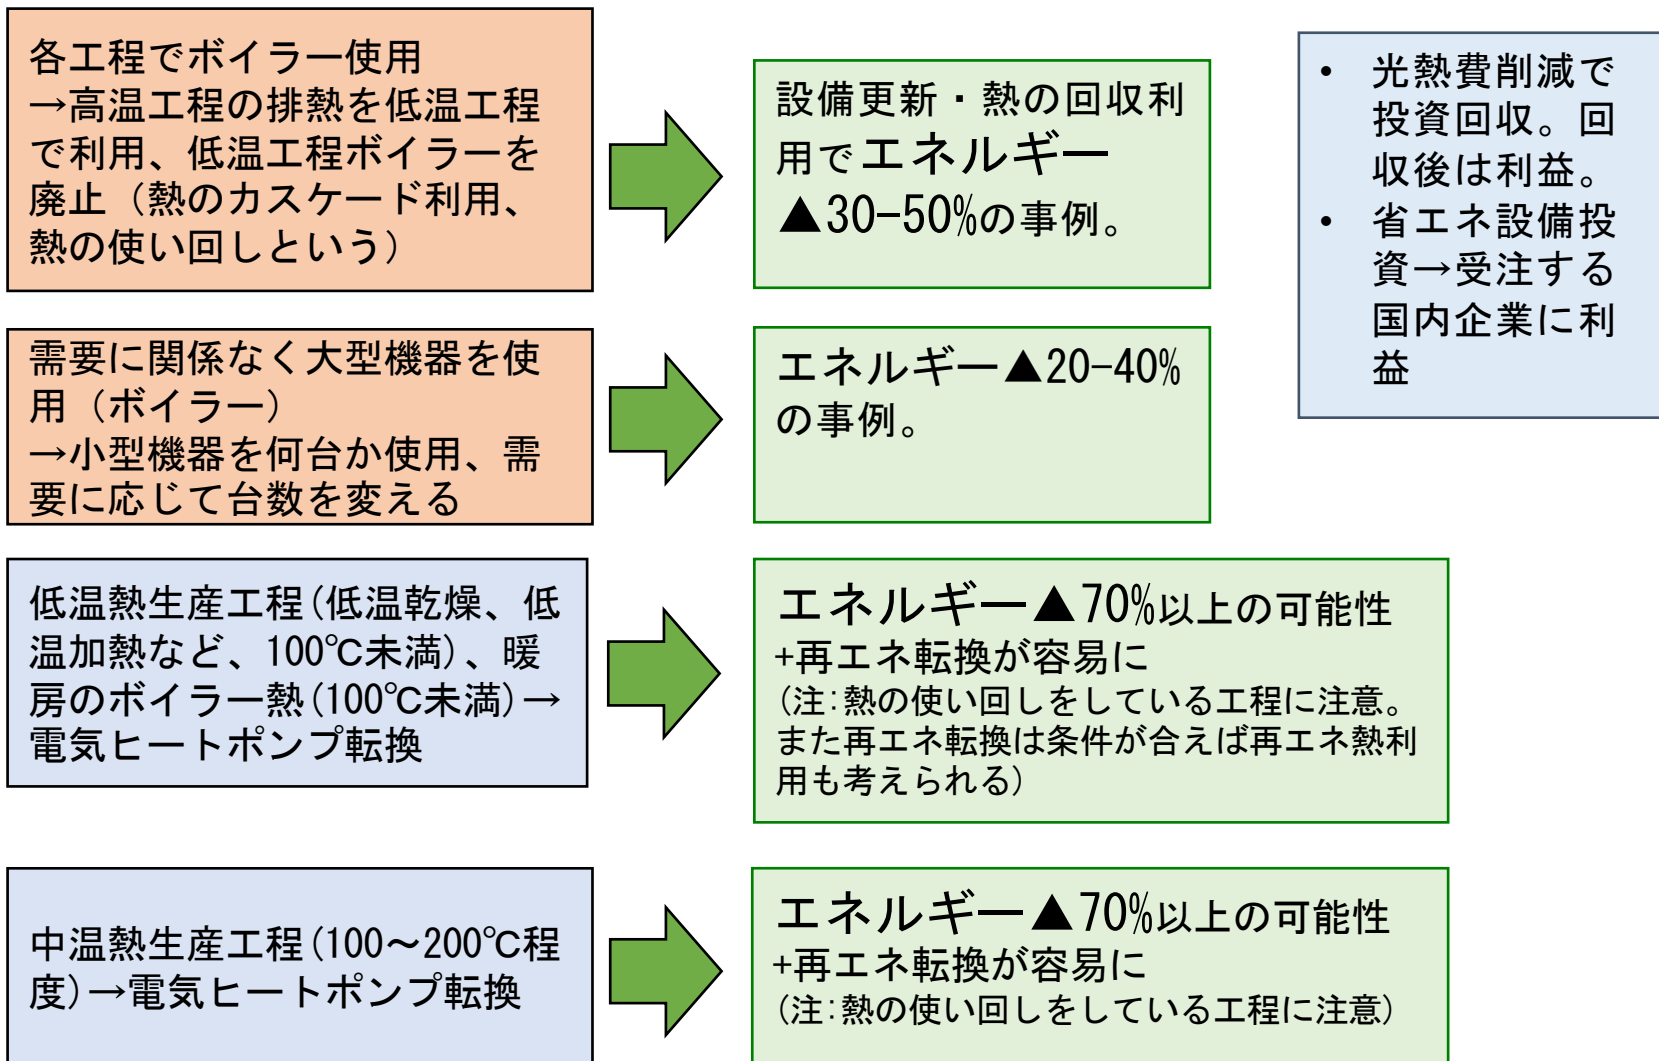 各工程でボイラー使用
→高温工程の排熱を低温工程
で利用、低温工程ボイラーを
廃止（熱のカスケード利用、
熱の使い回しという）
設備更新・熱の回収利
用でエネルギー
▲30-50%の事例。
• 光熱費削減で
投資回収。回
収後は利益。
• 省エネ設備投
資→受注する
国内企業に利
益
需要に関係なく大型機器を使
用（ボイラー）
→小型機器を何台か使用、需
要に応じて台数を変える
エネルギー▲20-40%
の事例。
低温熱生産工程(低温乾燥、低
温加熱など、100℃未満)、暖
房のボイラー熱(100℃未満)→
電気ヒートポンプ転換
エネルギー▲70%以上の可能性
+再エネ転換が容易に
(注:熱の使い回しをしている工程に注意。
また再エネ転換は条件が合えば再エネ熱利
用も考えられる)
中温熱生産工程(100～200℃程
度)→電気ヒートポンプ転換
エネルギー▲70%以上の可能性
+再エネ転換が容易に
(注:熱の使い回しをしている工程に注意)